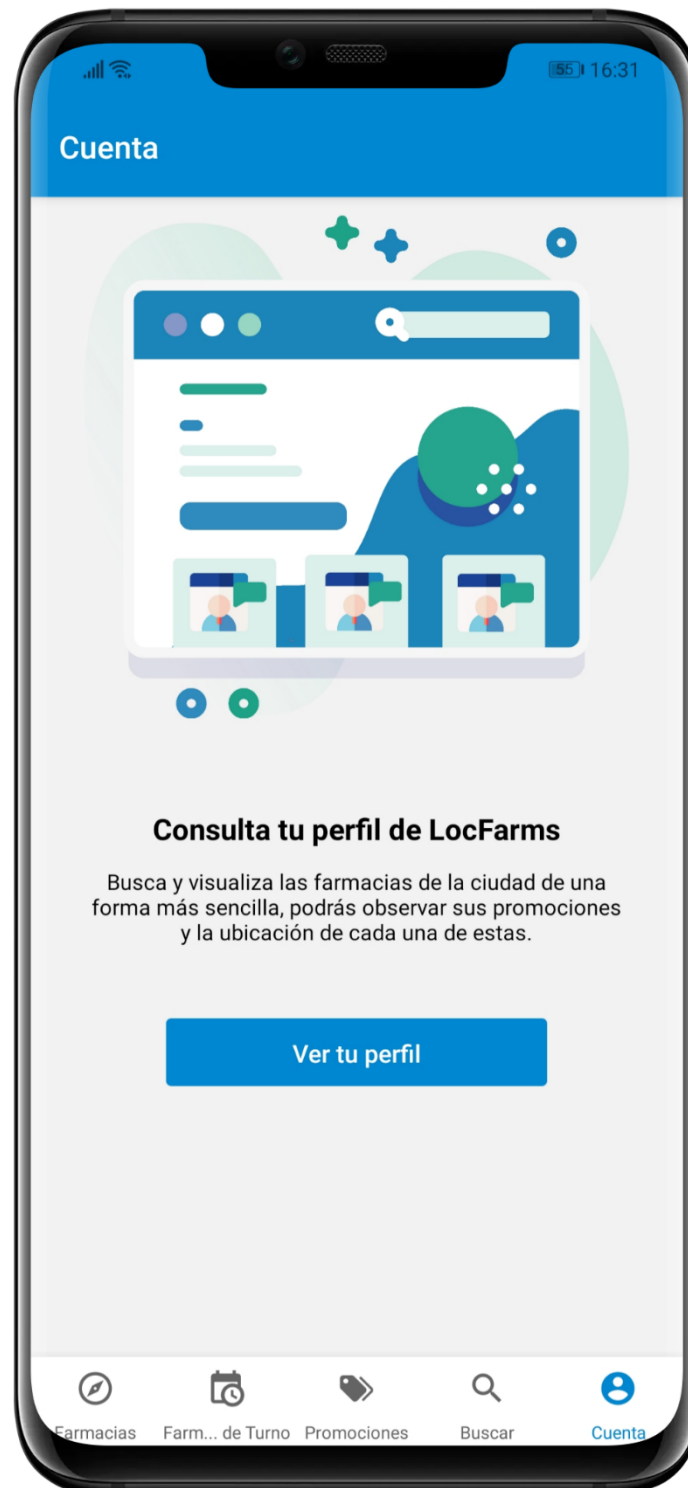 55 16:31
Cuenta
Consulta tu perfil de LocFarms
Busca y visualiza las farmacias de la ciudad de una
forma más sencilla, podrás observar sus promociones
y la ubicación de cada una de estas.
Ver tu perfil
Farmacias Farm... de Turno Promociones Buscar Cuenta